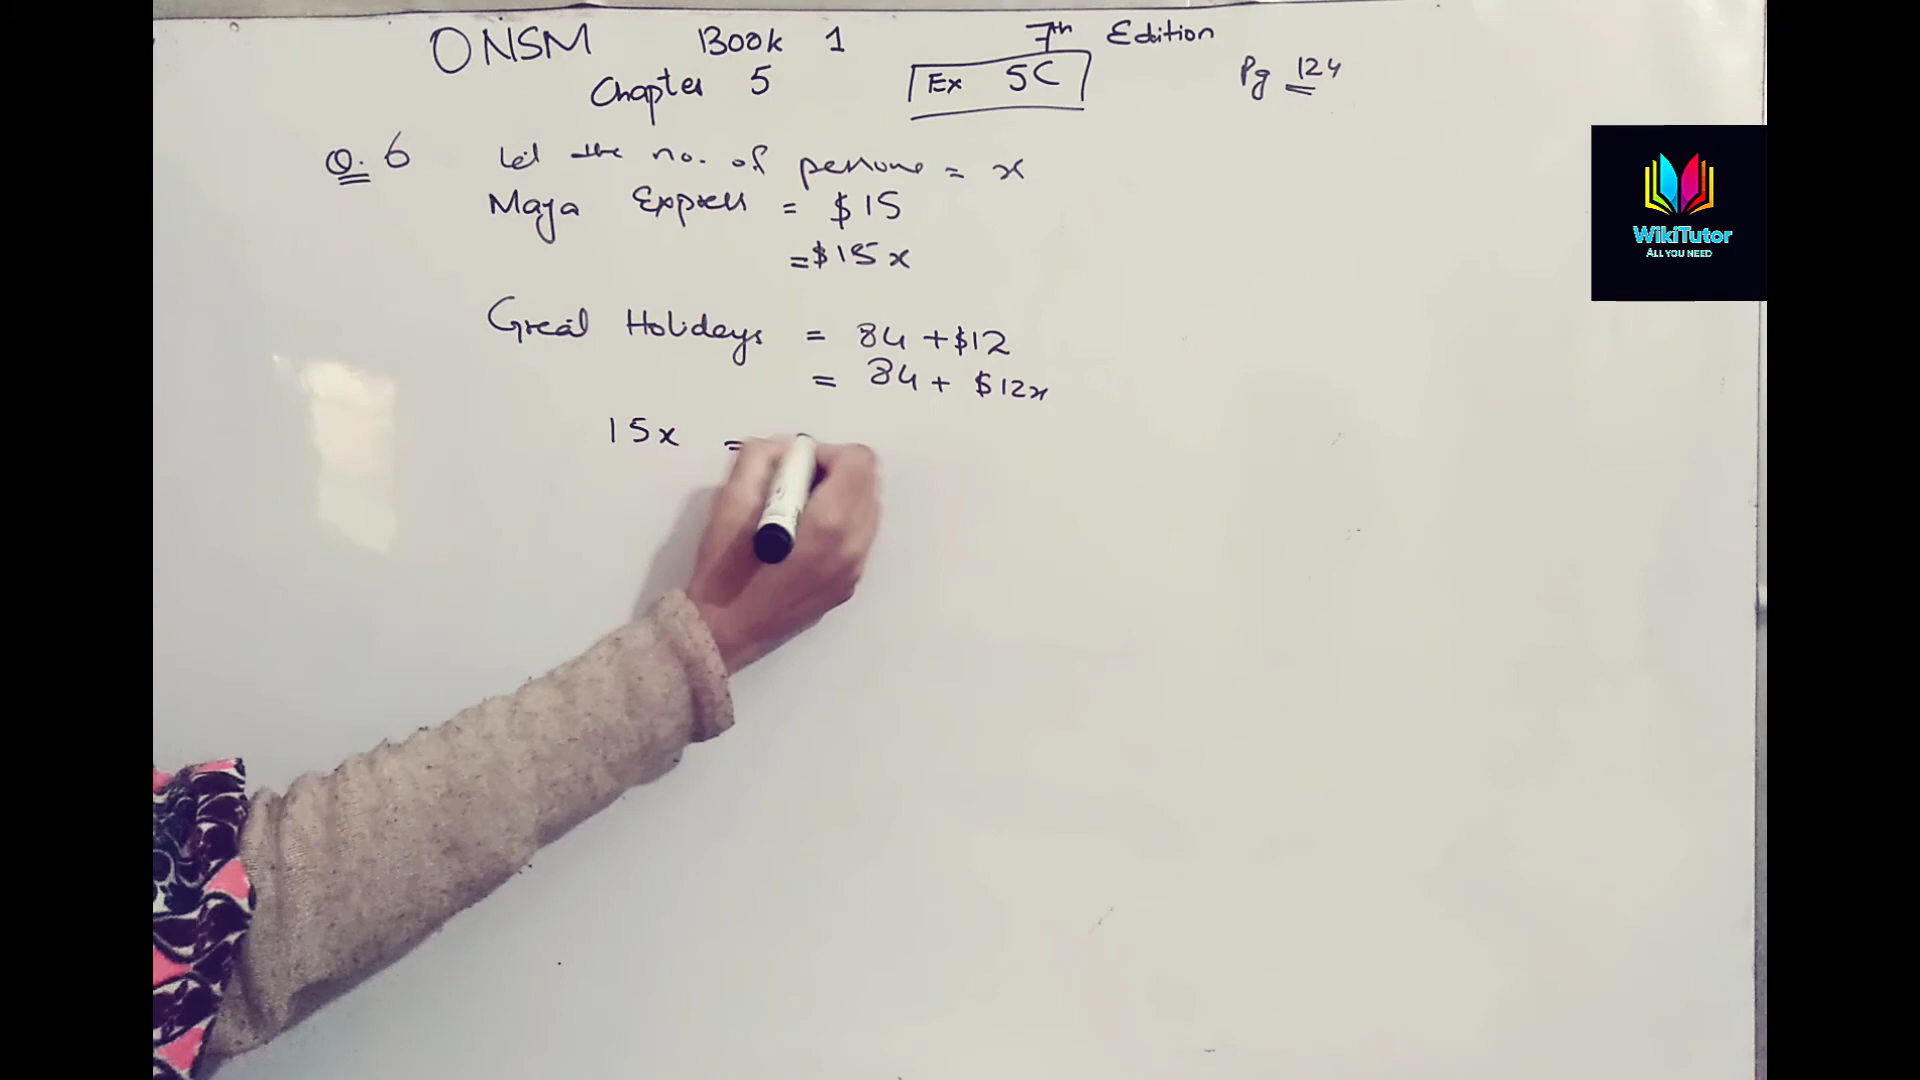 ONSM Book 1 7th Edition
Chapter 5 Ex 5C Pg 124
Q. 6 Let the no. of persons = x
Maya Express = $15
= $15x
Great Holidays = 84 + $12
= 84 + $12x
15x =
WikiTutor
ALL YOU NEED